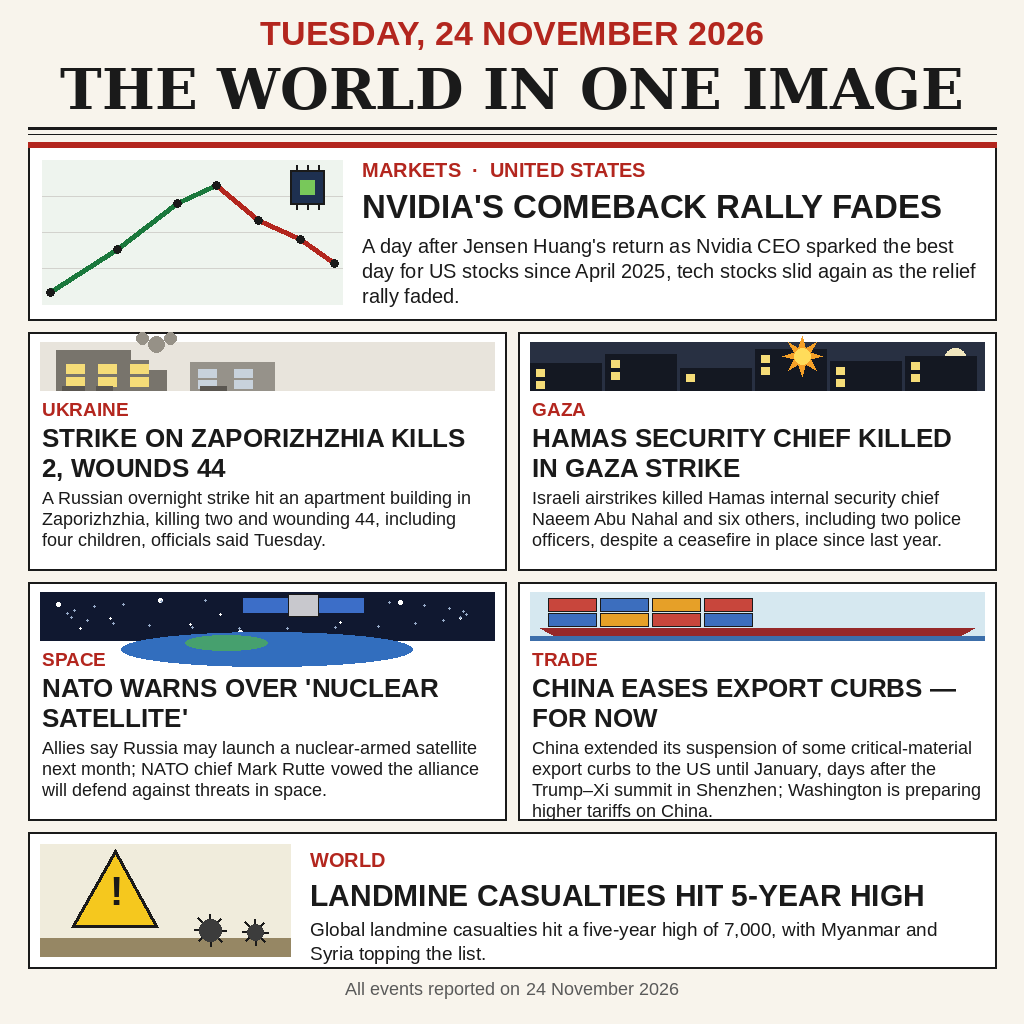 TUESDAY, 24 NOVEMBER 2026
THE WORLD IN ONE IMAGE
MARKETS · UNITED STATES
NVIDIA'S COMEBACK RALLY FADES
A day after Jensen Huang's return as Nvidia CEO sparked the best
day for US stocks since April 2025, tech stocks slid again as the relief
rally faded.
UKRAINE
STRIKE ON ZAPORIZHZHIA KILLS
2, WOUNDS 44
A Russian overnight strike hit an apartment building in
Zaporizhzhia, killing two and wounding 44, including
four children, officials said Tuesday.
GAZA
HAMAS SECURITY CHIEF KILLED
IN GAZA STRIKE
Israeli airstrikes killed Hamas internal security chief
Naeem Abu Nahal and six others, including two police
officers, despite a ceasefire in place since last year.
SPACE
NATO WARNS OVER 'NUCLEAR
SATELLITE'
Allies say Russia may launch a nuclear-armed satellite
next month; NATO chief Mark Rutte vowed the alliance
will defend against threats in space.
TRADE
CHINA EASES EXPORT CURBS —
FOR NOW
China extended its suspension of some critical-material
export curbs to the US until January, days after the
Trump–Xi summit in Shenzhen; Washington is preparing
higher tariffs on China.
!
WORLD
LANDMINE CASUALTIES HIT 5-YEAR HIGH
Global landmine casualties hit a five-year high of 7,000, with Myanmar and
Syria topping the list.
All events reported on 24 November 2026